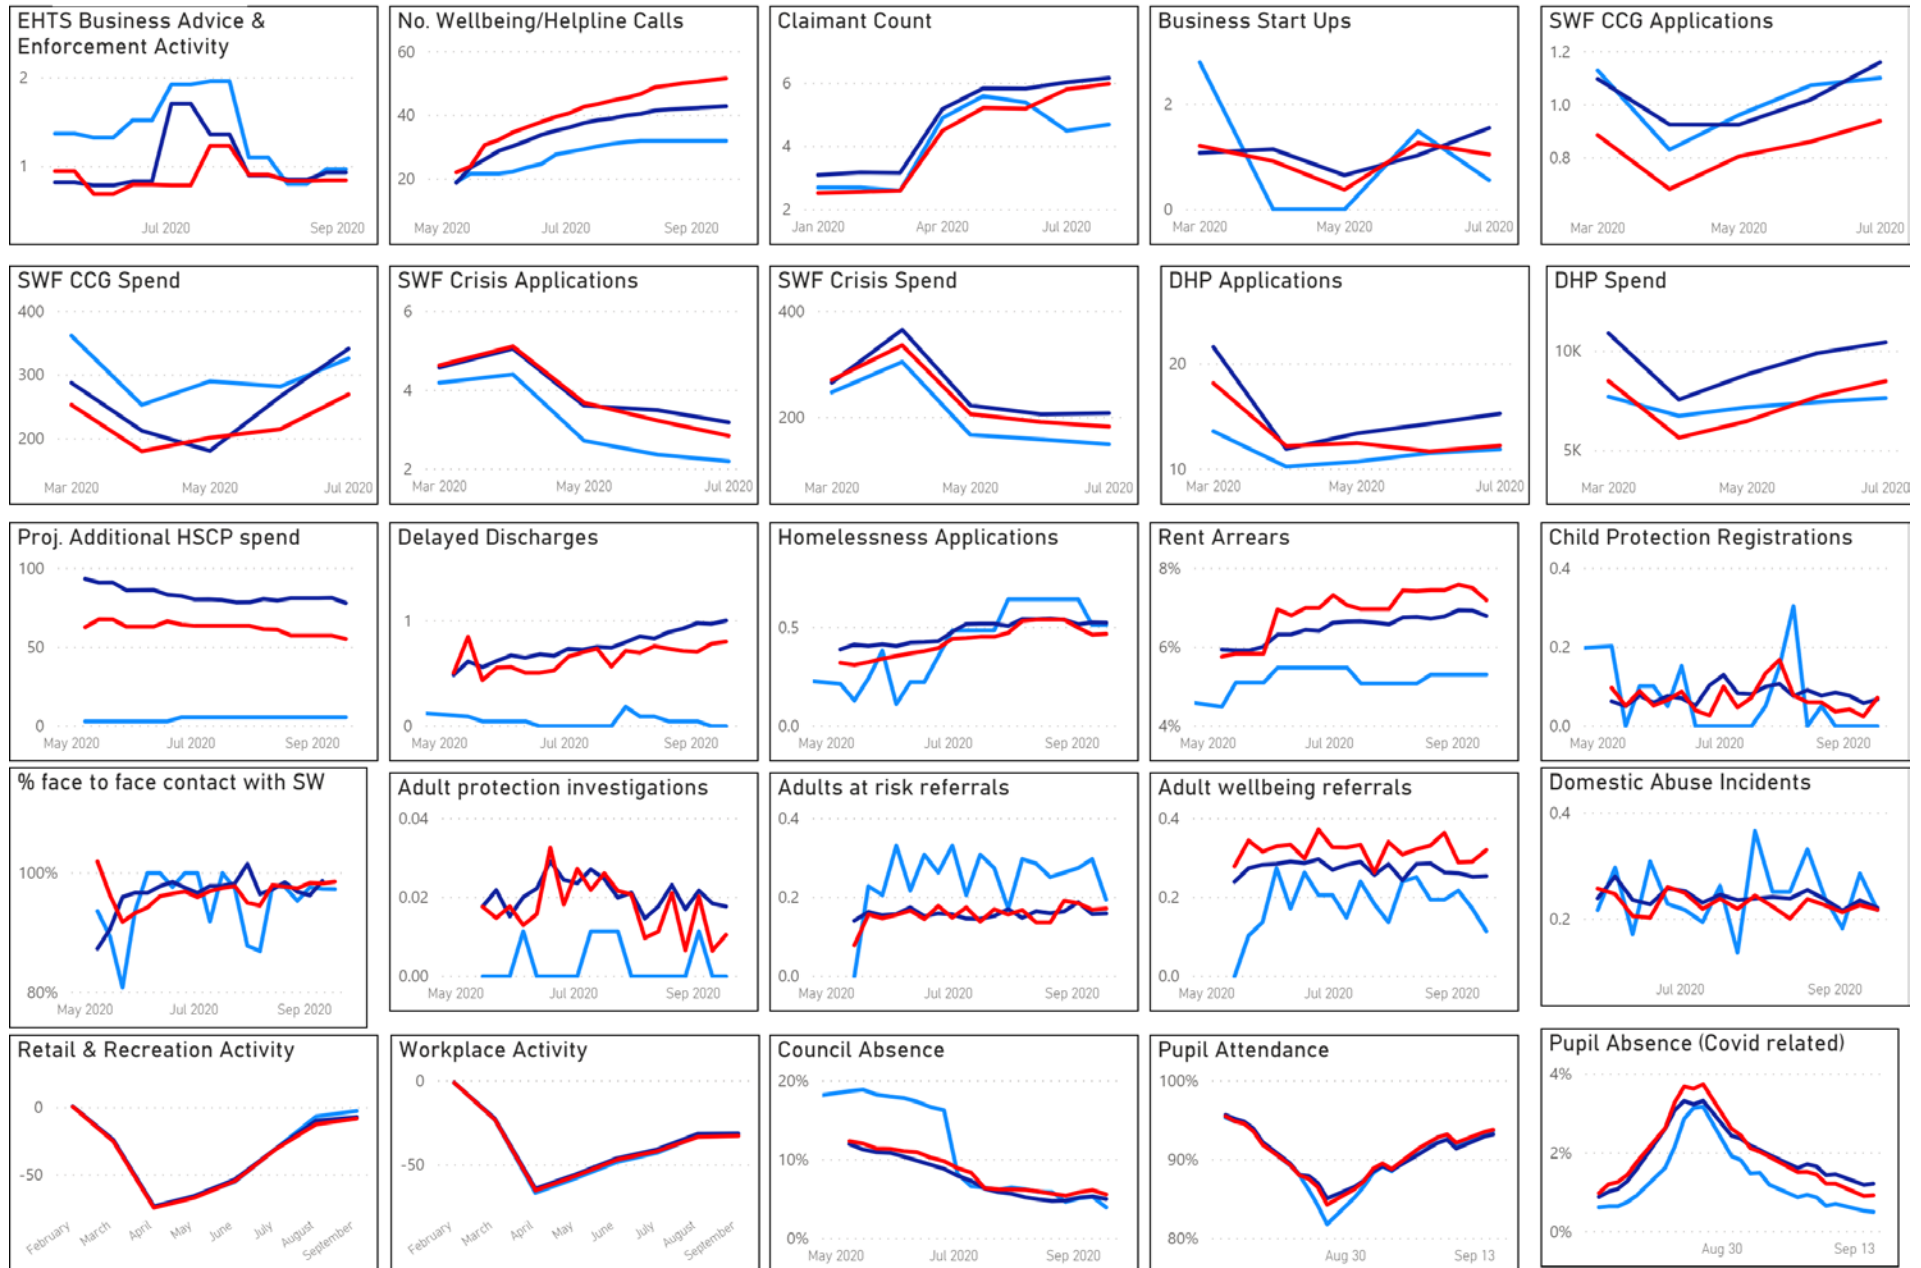 EHTS Business Advice &
Enforcement Activity
2
1
Jul 2020
Sep 2020
No. Wellbeing/Helpline Calls
60
40
20
May 2020
Jul 2020
Sep 2020
Claimant Count
6
4
2
Jan 2020
Apr 2020
Jul 2020
Business Start Ups
2
0
Mar 2020
May 2020
Jul 2020
SWF CCG Applications
1.2
1.0
0.8
Mar 2020
May 2020
Jul 2020
SWF CCG Spend
400
300
200
Mar 2020
May 2020
Jul 2020
SWF Crisis Applications
6
4
2
Mar 2020
May 2020
Jul 2020
SWF Crisis Spend
400
200
Mar 2020
May 2020
Jul 2020
DHP Applications
20
10
Mar 2020
May 2020
Jul 2020
DHP Spend
10K
5K
Mar 2020
May 2020
Jul 2020
Proj. Additional HSCP spend
100
50
0
May 2020
Jul 2020
Sep 2020
Delayed Discharges
1
0
May 2020
Jul 2020
Sep 2020
Homelessness Applications
0.5
0.0
May 2020
Jul 2020
Sep 2020
Rent Arrears
8%
6%
4%
May 2020
Jul 2020
Sep 2020
Child Protection Registrations
0.4
0.2
0.0
May 2020
Jul 2020
Sep 2020
% face to face contact with SW
100%
80%
May 2020
Jul 2020
Sep 2020
Adult protection investigations
0.04
0.02
0.00
May 2020
Jul 2020
Sep 2020
Adults at risk referrals
0.4
0.2
0.0
May 2020
Jul 2020
Sep 2020
Adult wellbeing referrals
0.4
0.2
0.0
May 2020
Jul 2020
Sep 2020
Domestic Abuse Incidents
0.4
0.2
Jul 2020
Sep 2020
Retail & Recreation Activity
0
-50
February
March
April
May
June
July
August
September
Workplace Activity
0
-50
February
March
April
May
June
July
August
September
Council Absence
20%
10%
0%
May 2020
Jul 2020
Sep 2020
Pupil Attendance
100%
90%
80%
Aug 30
Sep 13
Pupil Absence (Covid related)
4%
2%
0%
Aug 30
Sep 13